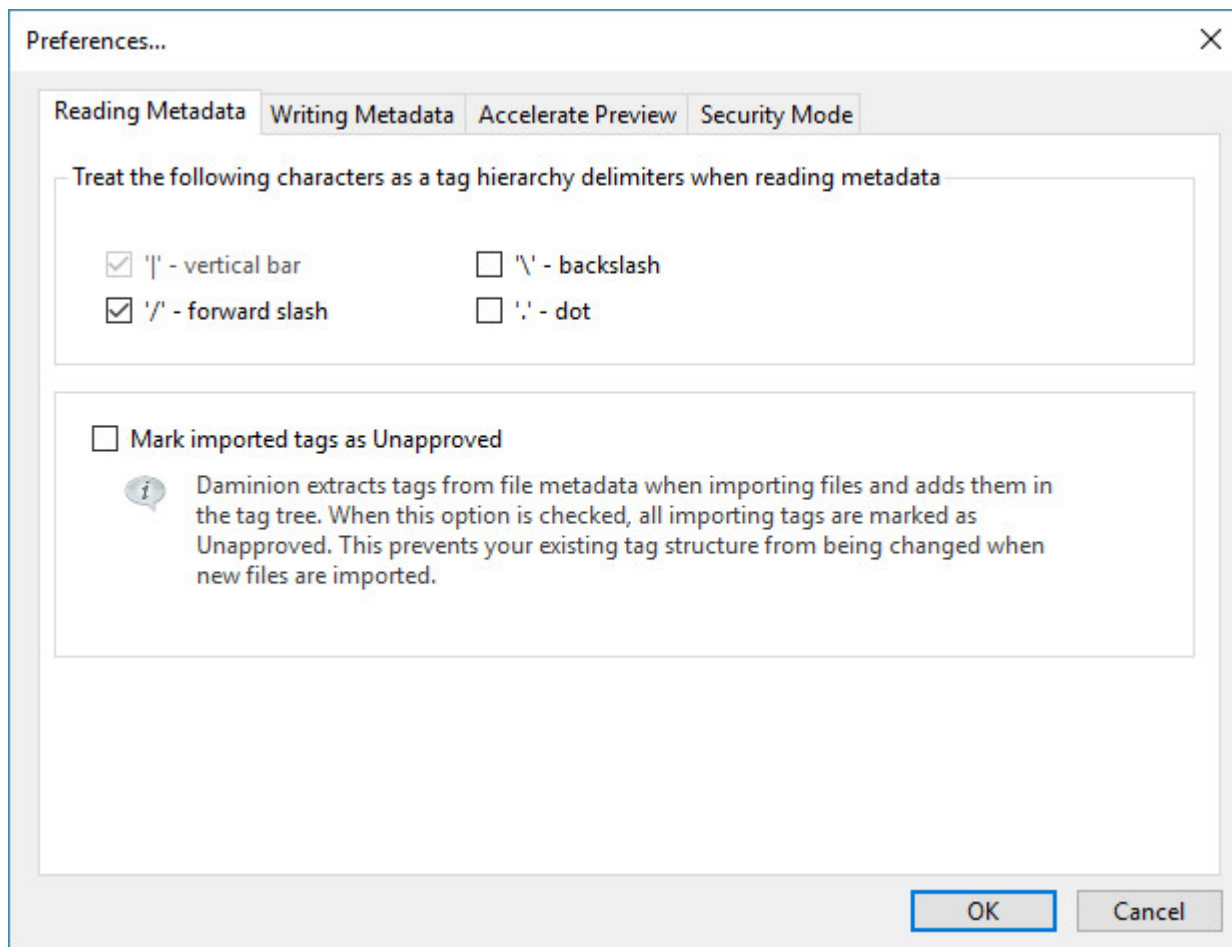 Preferences...
Reading Metadata Writing Metadata Accelerate Preview Security Mode
Treat the following characters as a tag hierarchy delimiters when reading metadata
'|' - vertical bar '\' - backslash
'/' - forward slash '.' - dot
Mark imported tags as Unapproved
Daminion extracts tags from file metadata when importing files and adds them in
the tag tree. When this option is checked, all importing tags are marked as
Unapproved. This prevents your existing tag structure from being changed when
new files are imported.
OK Cancel